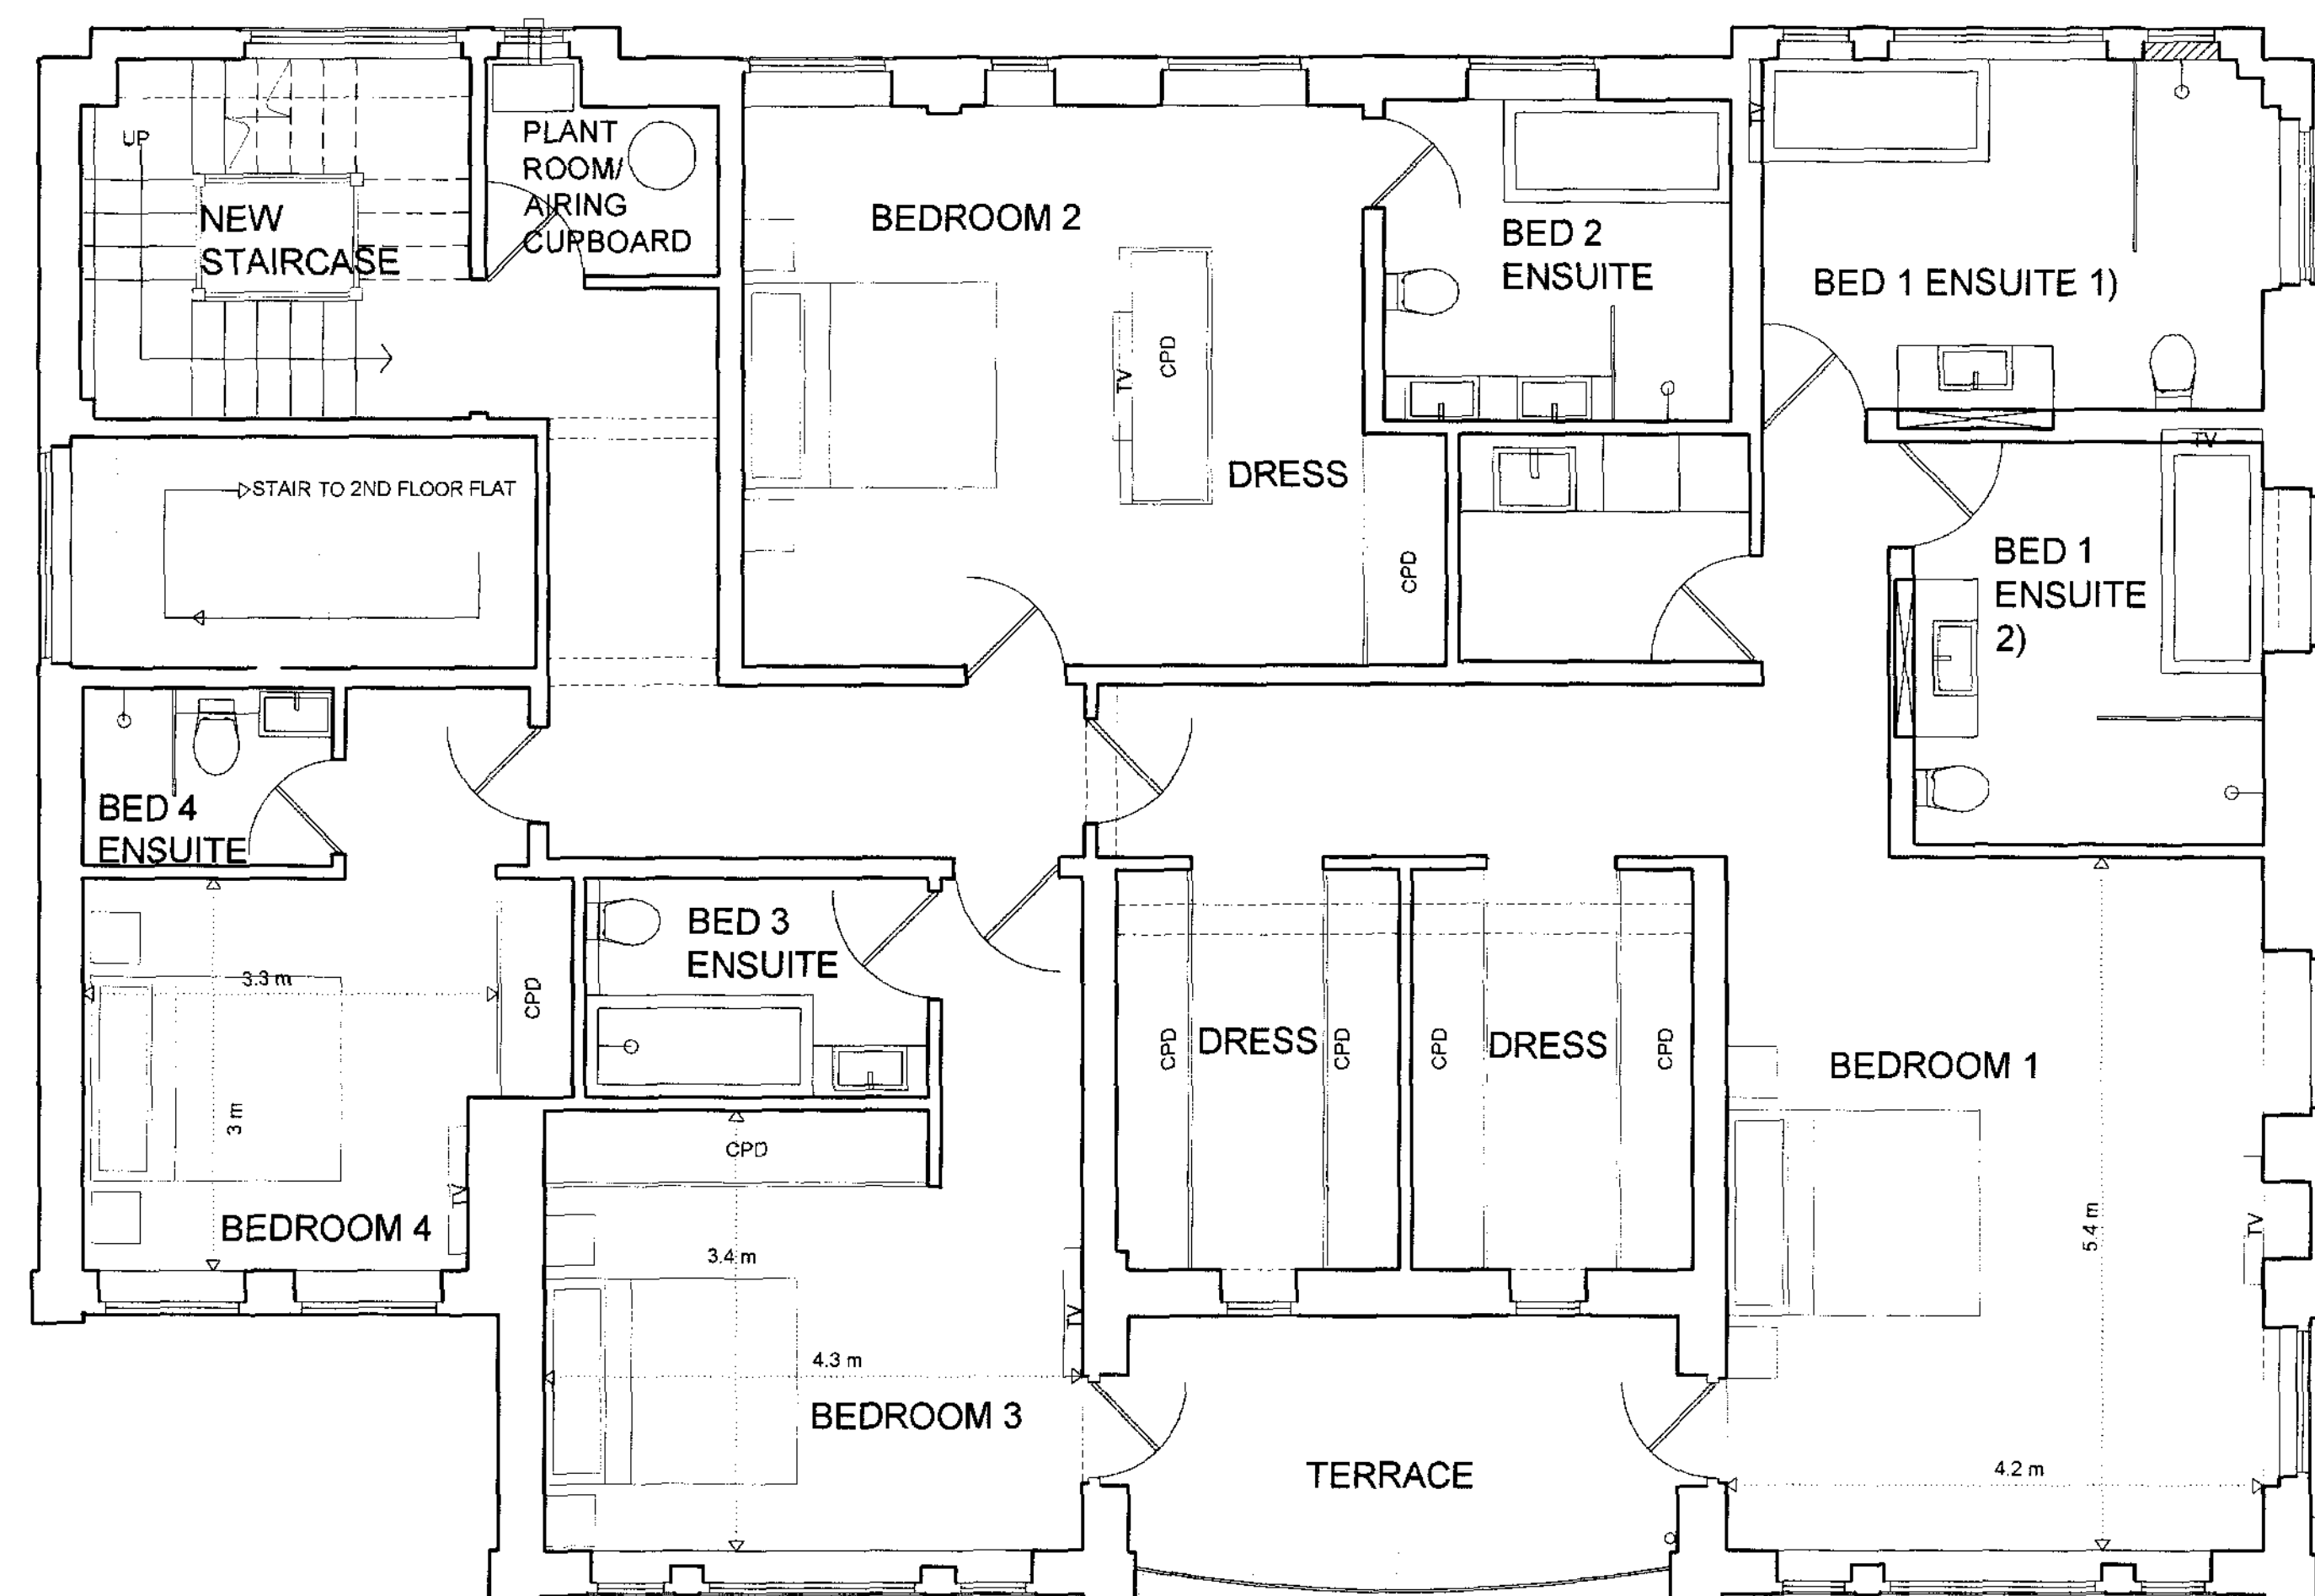 UP
NEW
STAIRCASE
PLANT
ROOM/
AIRING
CUPBOARD
BEDROOM 2
TV
CPD
DRESS
CPD
BED 2
ENSUITE
TV
BED 1 ENSUITE 1)
STAIR TO 2ND FLOOR FLAT
TV
BED 1
ENSUITE
2)
BED 4
ENSUITE
3.3 m
CPD
3 m
TV
BEDROOM 4
BED 3
ENSUITE
CPD
3.4 m
TV
4.3 m
BEDROOM 3
CPD
DRESS
CPD
CPD
DRESS
CPD
BEDROOM 1
5.4 m
TV
4.2 m
TERRACE